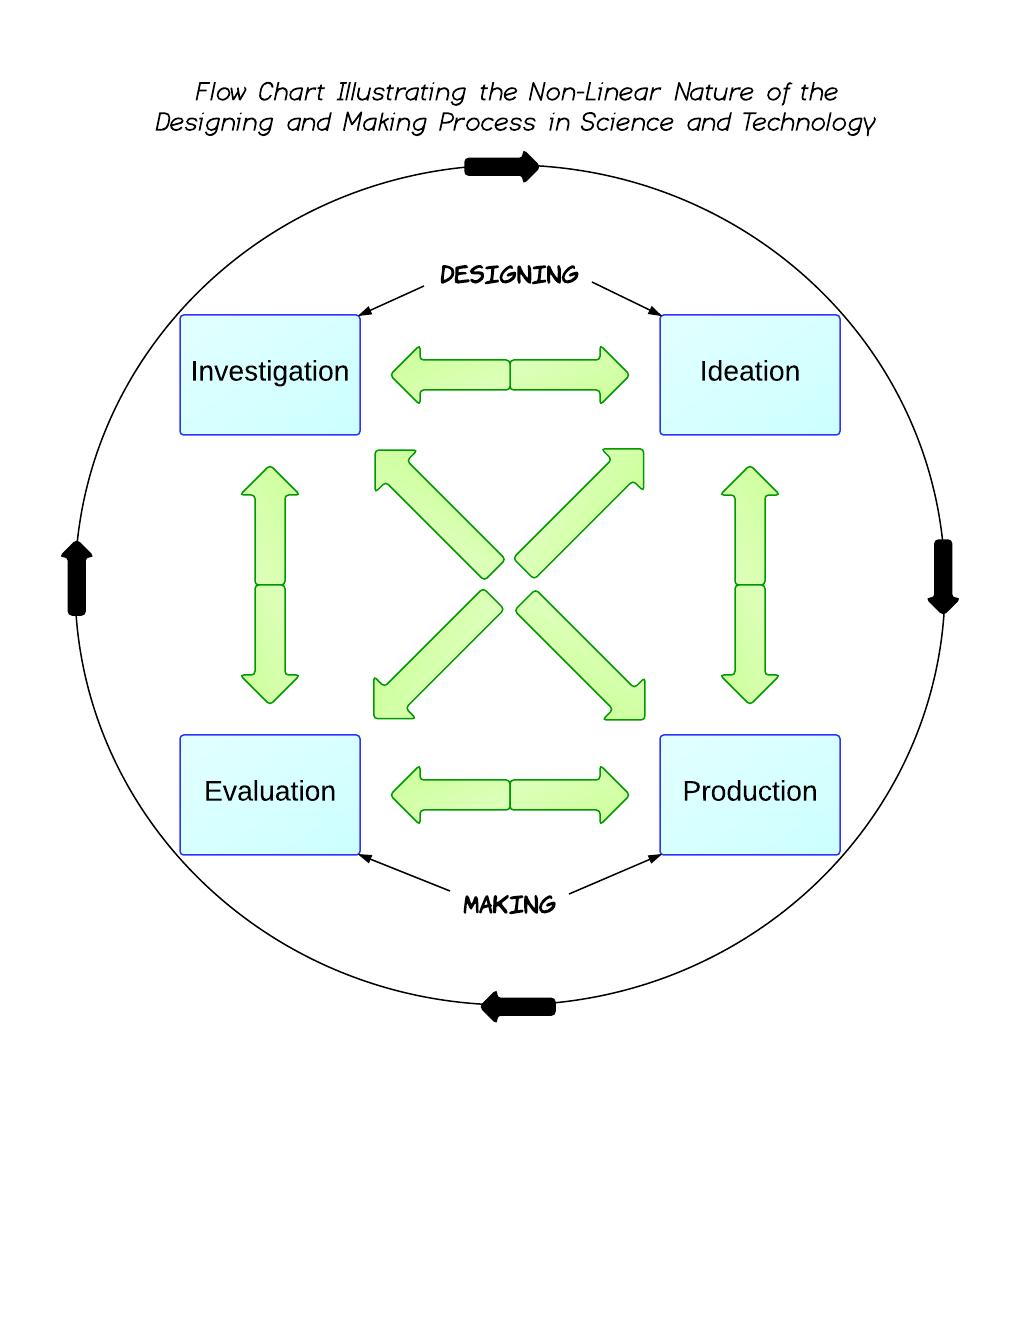 Flow Chart Illustrating the Non-Linear Nature of the
Designing and Making Process in Science and Technology
DESIGNING
Investigation
Ideation
Evaluation
Production
MAKING